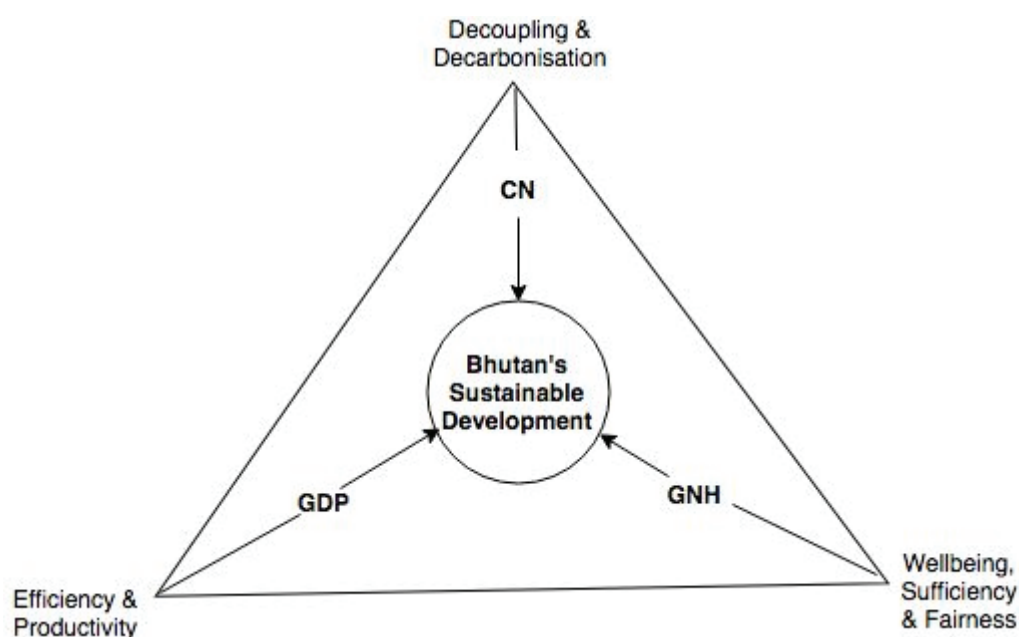 Decoupling &
Decarbonisation
CN
Bhutan's
Sustainable
Development
GDP
GNH
Efficiency &
Productivity
Wellbeing,
Sufficiency
& Fairness